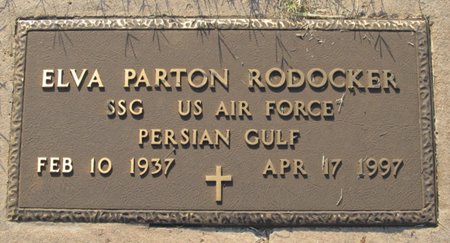 ELVA PARTON RODOCKER
SSG US AIR FORCE
PERSIAN GULF
FEB 10 1937 APR 17 1997